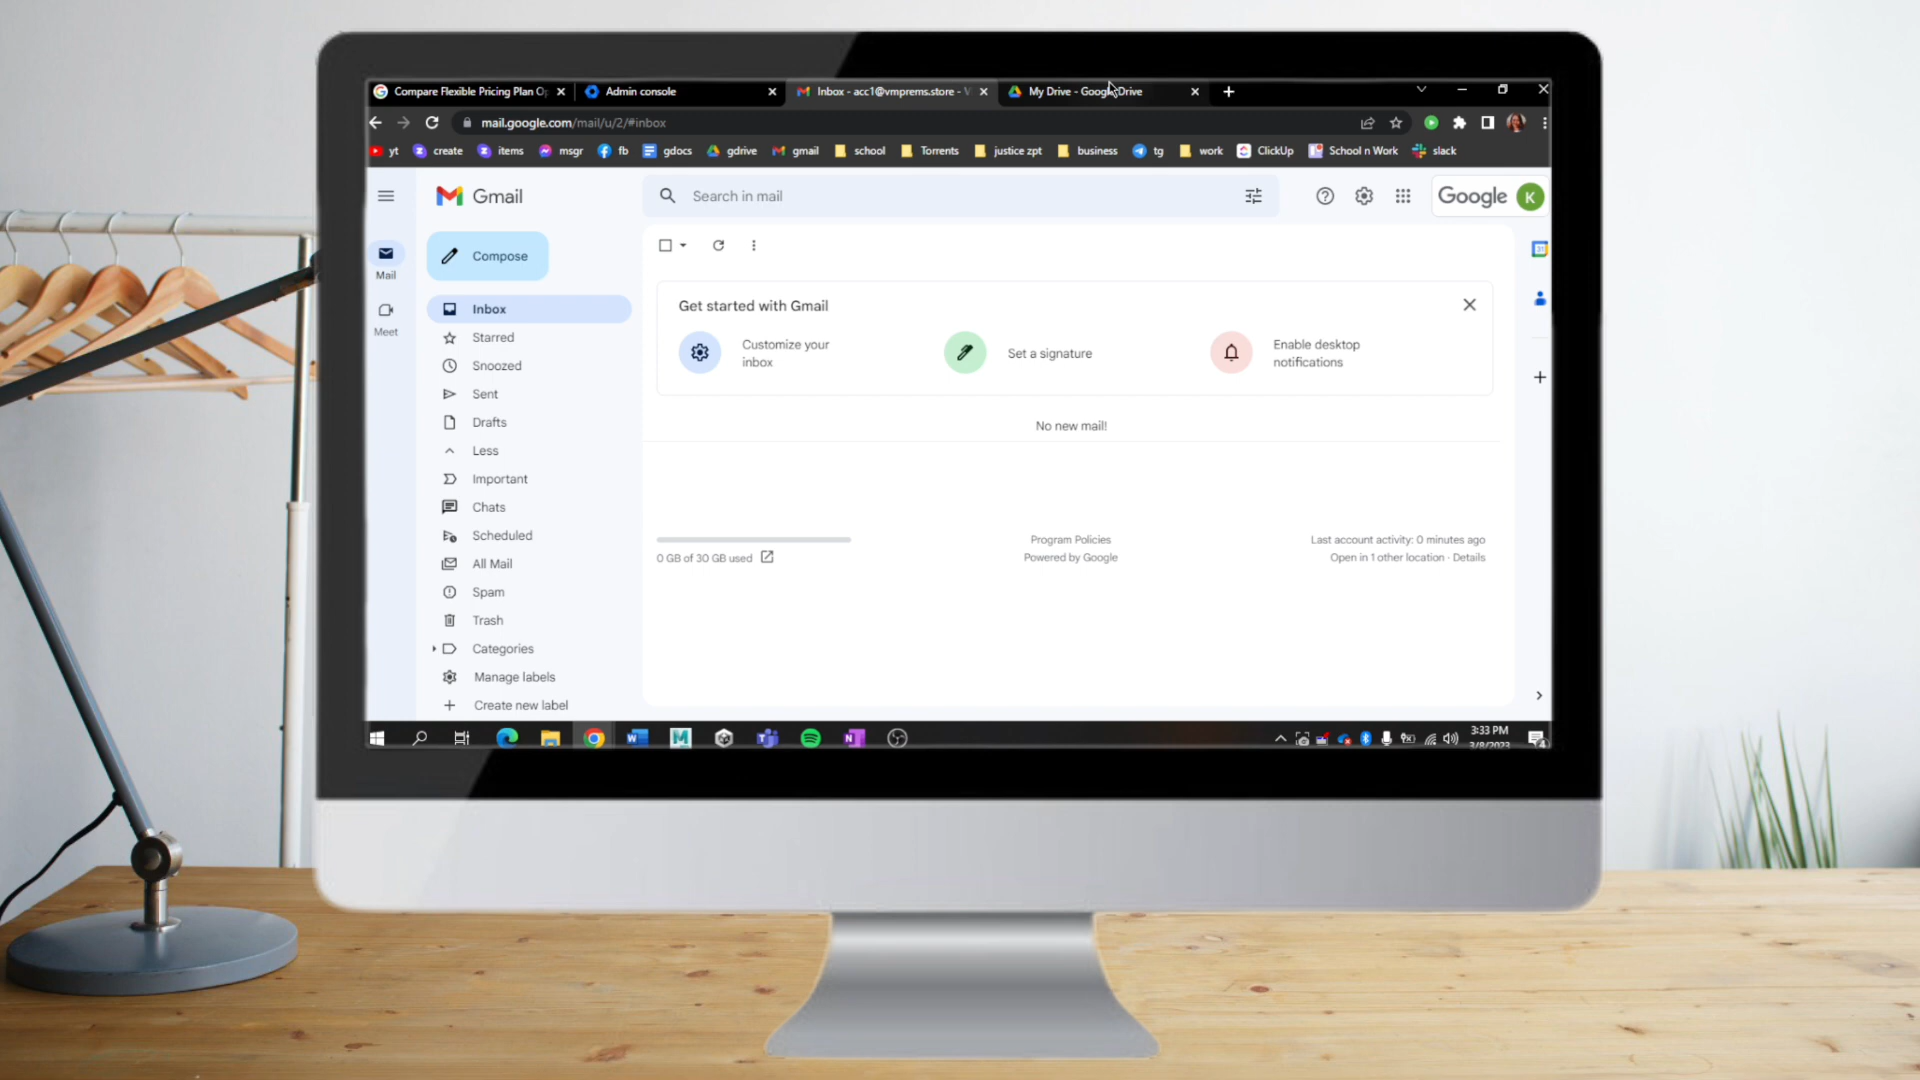 Compare Flexible Pricing Plan Op
Admin console
Inbox - acc1@vmprems.store - V
My Drive - Google Drive
mail.google.com/mail/u/2/#inbox
yt create items msgr fb gdocs gdrive gmail school Torrents justice zpt business tg work ClickUp School n Work slack
Gmail
Search in mail
Google K
Mail
Meet
Compose
Inbox
Starred
Snoozed
Sent
Drafts
Less
Important
Chats
Scheduled
All Mail
Spam
Trash
Categories
Manage labels
Create new label
Get started with Gmail
Customize your
inbox
Set a signature
Enable desktop
notifications
No new mail!
0 GB of 30 GB used
Program Policies
Powered by Google
Last account activity: 0 minutes ago
Open in 1 other location · Details
3:33 PM
3/8/2023